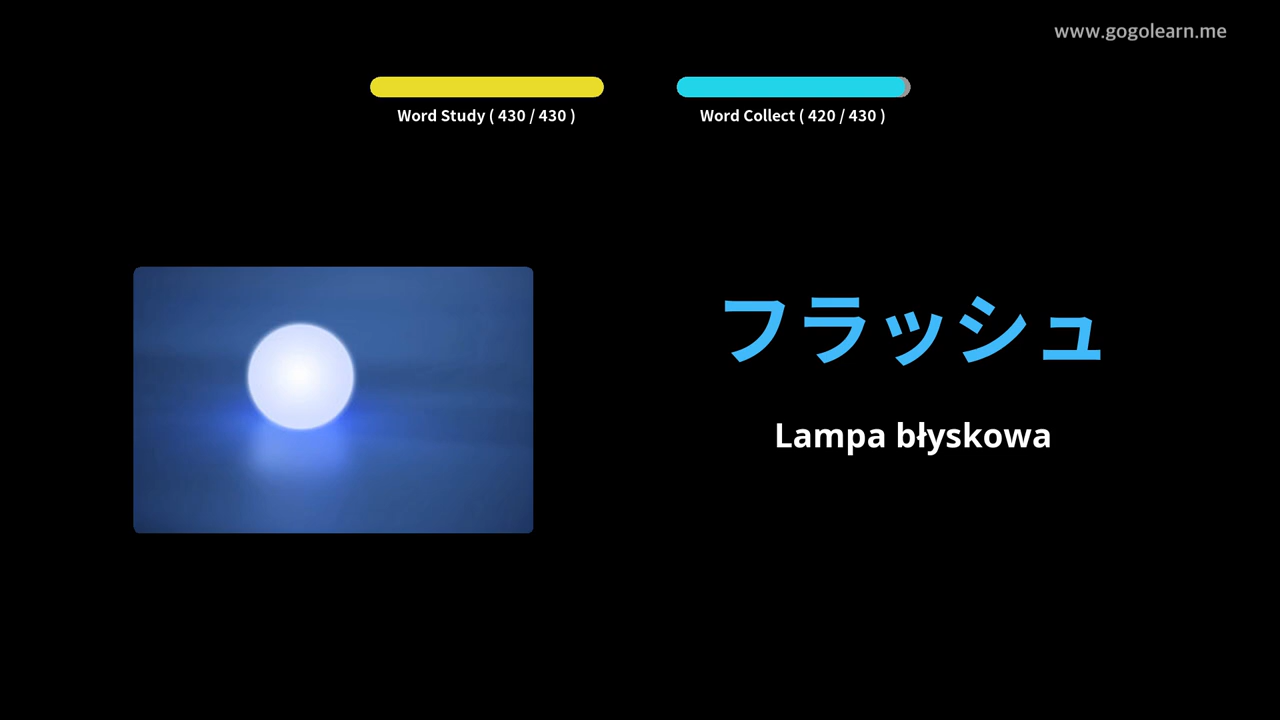 www.gogolearn.me
Word Study ( 430 / 430 )
Word Collect ( 420 / 430 )
フラッシュ
Lampa błyskowa